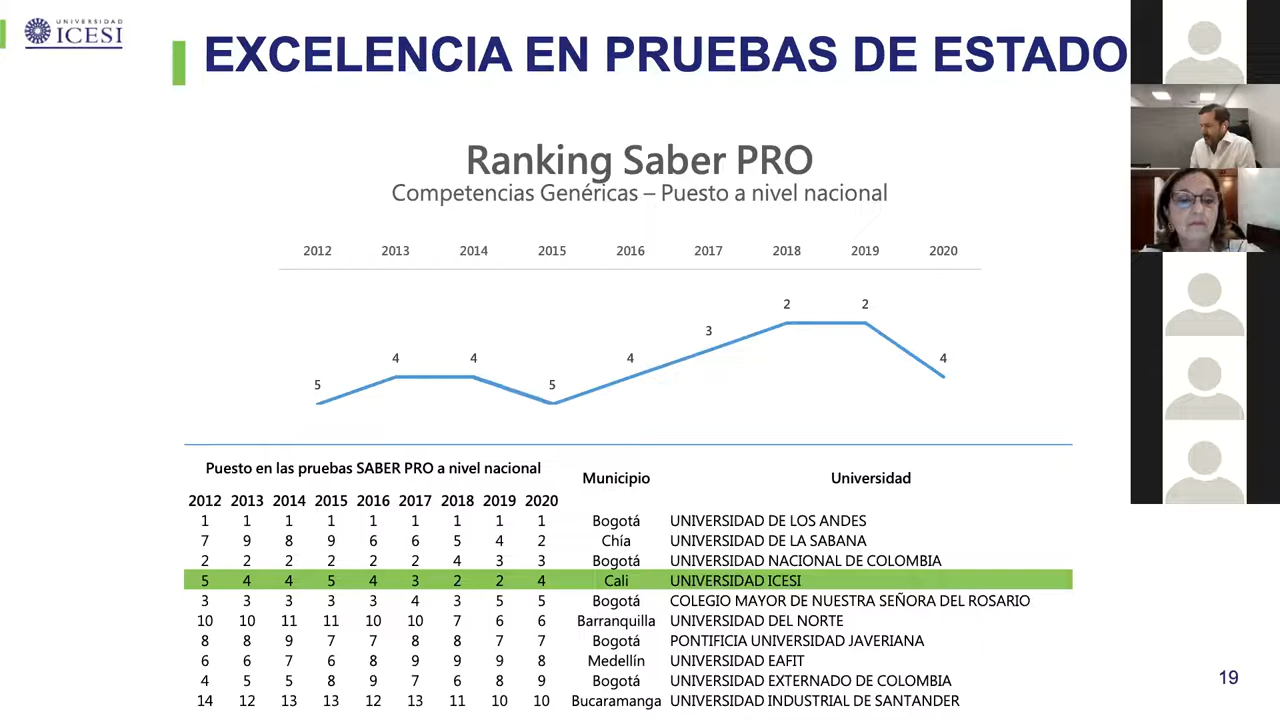 UNIVERSIDAD
ICESI
EXCELENCIA EN PRUEBAS DE ESTADO
Ranking Saber PRO
Competencias Genéricas – Puesto a nivel nacional
2012 2013 2014 2015 2016 2017 2018 2019 2020
5 4 4 5 4 3 2 2 4
Puesto en las pruebas SABER PRO a nivel nacional Municipio Universidad
2012 2013 2014 2015 2016 2017 2018 2019 2020
1 1 1 1 1 1 1 1 1 Bogotá UNIVERSIDAD DE LOS ANDES
7 9 8 9 6 6 5 4 2 Chía UNIVERSIDAD DE LA SABANA
2 2 2 2 2 2 4 3 3 Bogotá UNIVERSIDAD NACIONAL DE COLOMBIA
5 4 4 5 4 3 2 2 4 Cali UNIVERSIDAD ICESI
3 3 3 3 3 4 3 5 5 Bogotá COLEGIO MAYOR DE NUESTRA SEÑORA DEL ROSARIO
10 10 11 11 10 10 7 6 6 Barranquilla UNIVERSIDAD DEL NORTE
8 8 9 7 7 8 8 7 7 Bogotá PONTIFICIA UNIVERSIDAD JAVERIANA
6 6 7 6 8 9 9 9 8 Medellín UNIVERSIDAD EAFIT
4 5 5 8 9 7 6 8 9 Bogotá UNIVERSIDAD EXTERNADO DE COLOMBIA
14 12 13 13 12 13 11 10 10 Bucaramanga UNIVERSIDAD INDUSTRIAL DE SANTANDER
19